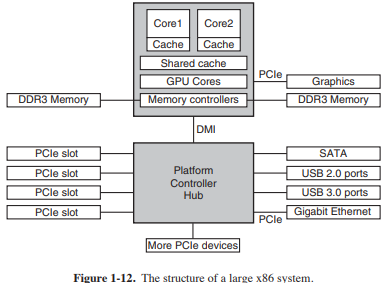 Core1 Core2
Cache Cache
Shared cache
GPU Cores
PCIe
Graphics
DDR3 Memory
Memory controllers
DDR3 Memory
DMI
PCIe slot
SATA
PCIe slot
Platform
Controller
Hub
USB 2.0 ports
PCIe slot
USB 3.0 ports
PCIe slot
Gigabit Ethernet
PCIe
More PCIe devices
Figure 1-12. The structure of a large x86 system.